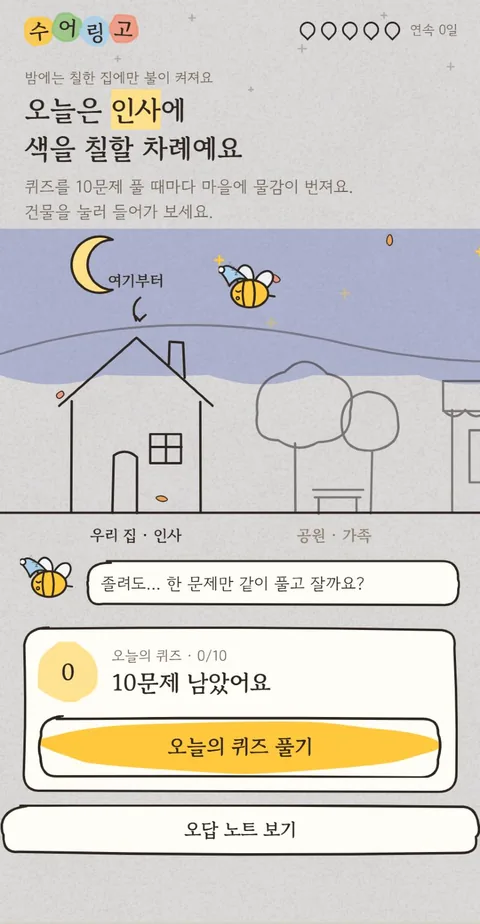 수어링고
연속 0일
밤에는 칠한 집에만 불이 켜져요
오늘은 인사에
색을 칠할 차례예요
퀴즈를 10문제 풀 때마다 마을에 물감이 번져요.
건물을 눌러 들어가 보세요.
여기부터
우리 집 · 인사
공원 · 가족
졸려도... 한 문제만 같이 풀고 잘까요?
0
오늘의 퀴즈 · 0/10
10문제 남았어요
오늘의 퀴즈 풀기
오답 노트 보기